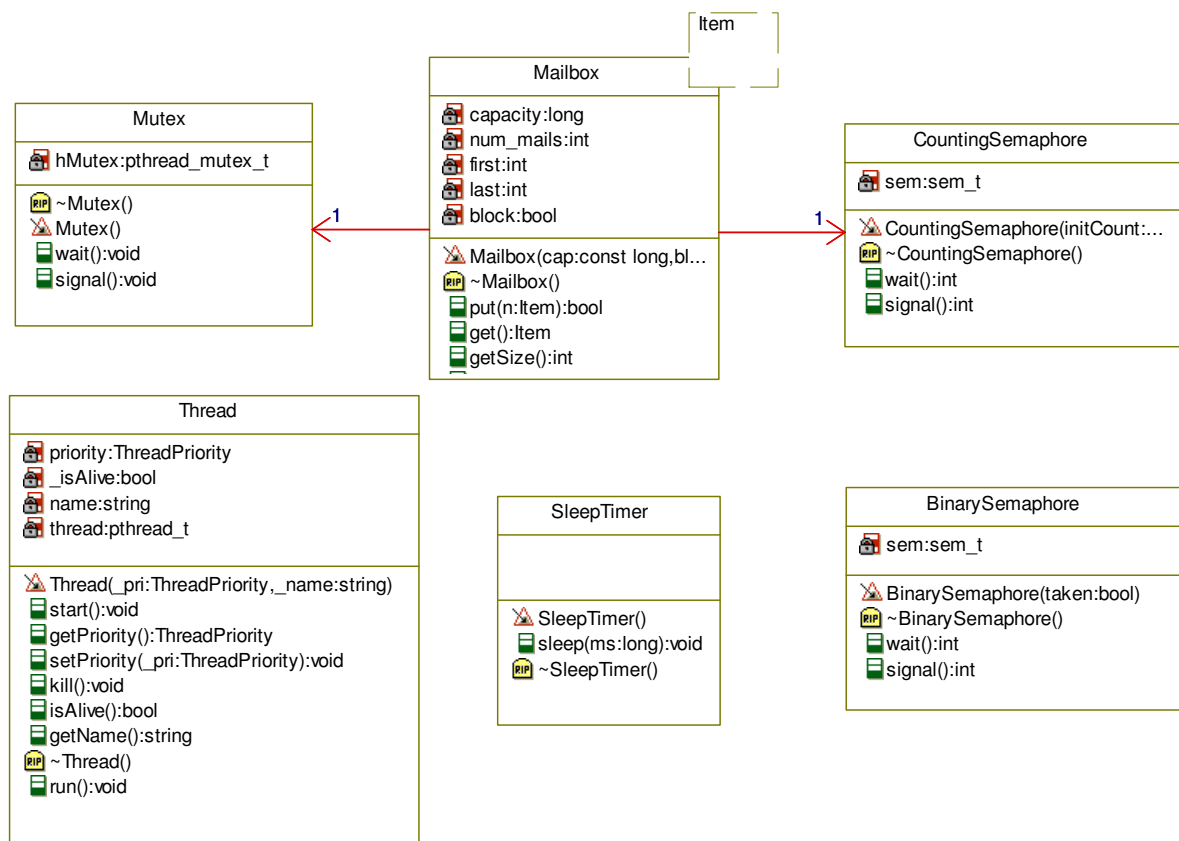 Item
Mailbox
capacity:long
num_mails:int
first:int
last:int
block:bool
Mailbox(cap:const long,bl...
~Mailbox()
put(n:Item):bool
get():Item
getSize():int
Mutex
hMutex:pthread_mutex_t
RIP ~Mutex()
Mutex()
wait():void
signal():void
1
1
CountingSemaphore
sem:sem_t
CountingSemaphore(initCount:...
RIP ~CountingSemaphore()
wait():int
signal():int
Thread
priority:ThreadPriority
_isAlive:bool
name:string
thread:pthread_t
Thread(_pri:ThreadPriority,_name:string)
start():void
getPriority():ThreadPriority
setPriority(_pri:ThreadPriority):void
kill():void
isAlive():bool
getName():string
RIP ~Thread()
run():void
SleepTimer
SleepTimer()
sleep(ms:long):void
RIP ~SleepTimer()
BinarySemaphore
sem:sem_t
BinarySemaphore(taken:bool)
RIP ~BinarySemaphore()
wait():int
signal():int